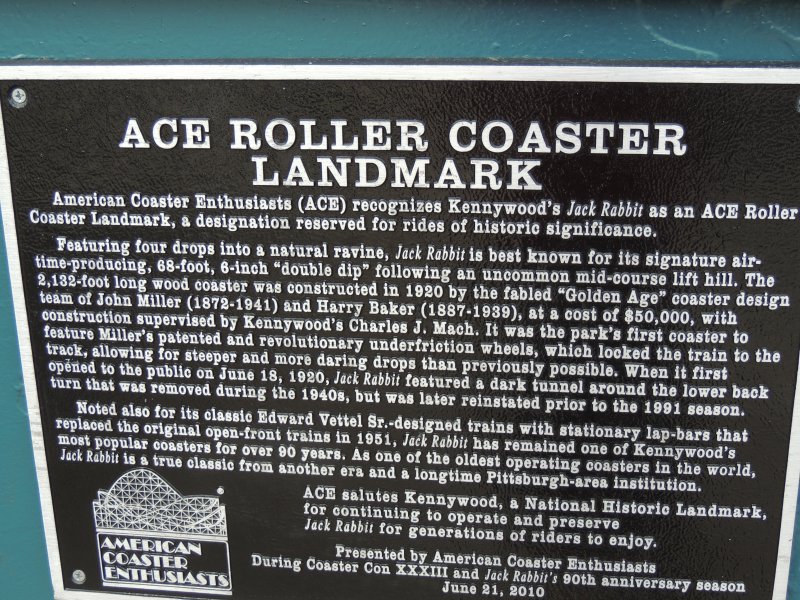 ACE ROLLER COASTER
LANDMARK
American Coaster Enthusiasts (ACE) recognizes Kennywood's Jack Rabbit as an ACE Roller
Coaster Landmark, a designation reserved for rides of historic significance.
Featuring four drops into a natural ravine, Jack Rabbit is best known for its signature air-
time-producing, 68-foot, 6-inch "double dip" following an uncommon mid-course lift hill. The
2,132-foot long wood coaster was constructed in 1920 by the fabled "Golden Age" coaster design
team of John Miller (1872-1941) and Harry Baker (1887-1939), at a cost of $50,000, with
construction supervised by Kennywood's Charles J. Mach. It was the park's first coaster to
feature Miller's patented and revolutionary underfriction wheels, which locked the train to the
track, allowing for steeper and more daring drops than previously possible. When it first
opened to the public on June 18, 1920, Jack Rabbit featured a dark tunnel around the lower back
turn that was removed during the 1940s, but was later reinstated prior to the 1991 season.
Noted also for its classic Edward Vettel Sr.-designed trains with stationary lap-bars that
replaced the original open-front trains in 1951, Jack Rabbit has remained one of Kennywood's
most popular coasters for over 90 years. As one of the oldest operating coasters in the world,
Jack Rabbit is a true classic from another era and a longtime Pittsburgh-area institution.
ACE salutes Kennywood, a National Historic Landmark,
for continuing to operate and preserve
Jack Rabbit for generations of riders to enjoy.
AMERICAN
COASTER
ENTHUSIASTS
Presented by American Coaster Enthusiasts
During Coaster Con XXXIII and Jack Rabbit's 90th anniversary season
June 21, 2010